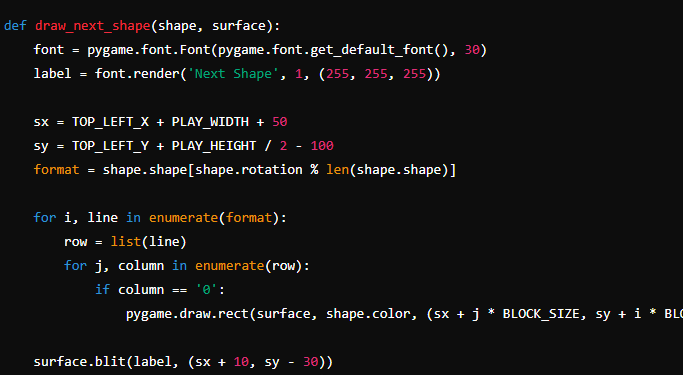 def draw_next_shape(shape, surface):
    font = pygame.font.Font(pygame.font.get_default_font(), 30)
    label = font.render('Next Shape', 1, (255, 255, 255))

    sx = TOP_LEFT_X + PLAY_WIDTH + 50
    sy = TOP_LEFT_Y + PLAY_HEIGHT / 2 - 100
    format = shape.shape[shape.rotation % len(shape.shape)]

    for i, line in enumerate(format):
        row = list(line)
        for j, column in enumerate(row):
            if column == '0':
                pygame.draw.rect(surface, shape.color, (sx + j * BLOCK_SIZE, sy + i *

    surface.blit(label, (sx + 10, sy - 30))